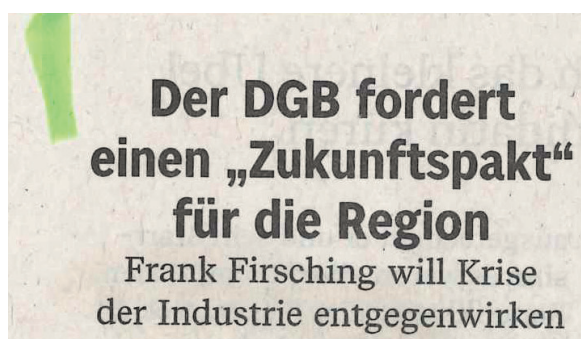 Der DGB fordert
einen „Zukunftspakt“
für die Region
Frank Firsching will Krise
der Industrie entgegenwirken